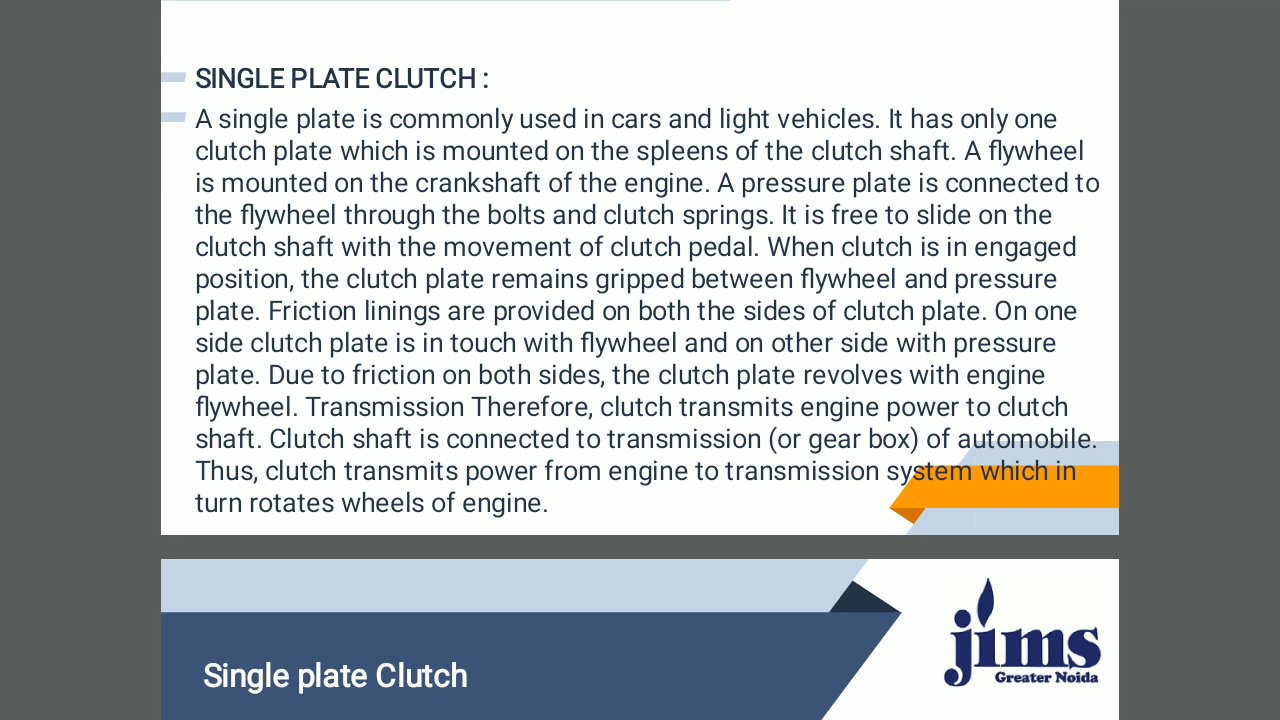 SINGLE PLATE CLUTCH :
A single plate is commonly used in cars and light vehicles. It has only one
clutch plate which is mounted on the spleens of the clutch shaft. A flywheel
is mounted on the crankshaft of the engine. A pressure plate is connected to
the flywheel through the bolts and clutch springs. It is free to slide on the
clutch shaft with the movement of clutch pedal. When clutch is in engaged
position, the clutch plate remains gripped between flywheel and pressure
plate. Friction linings are provided on both the sides of clutch plate. On one
side clutch plate is in touch with flywheel and on other side with pressure
plate. Due to friction on both sides, the clutch plate revolves with engine
flywheel. Transmission Therefore, clutch transmits engine power to clutch
shaft. Clutch shaft is connected to transmission (or gear box) of automobile.
Thus, clutch transmits power from engine to transmission system which in
turn rotates wheels of engine.
Single plate Clutch
jims
Greater Noida